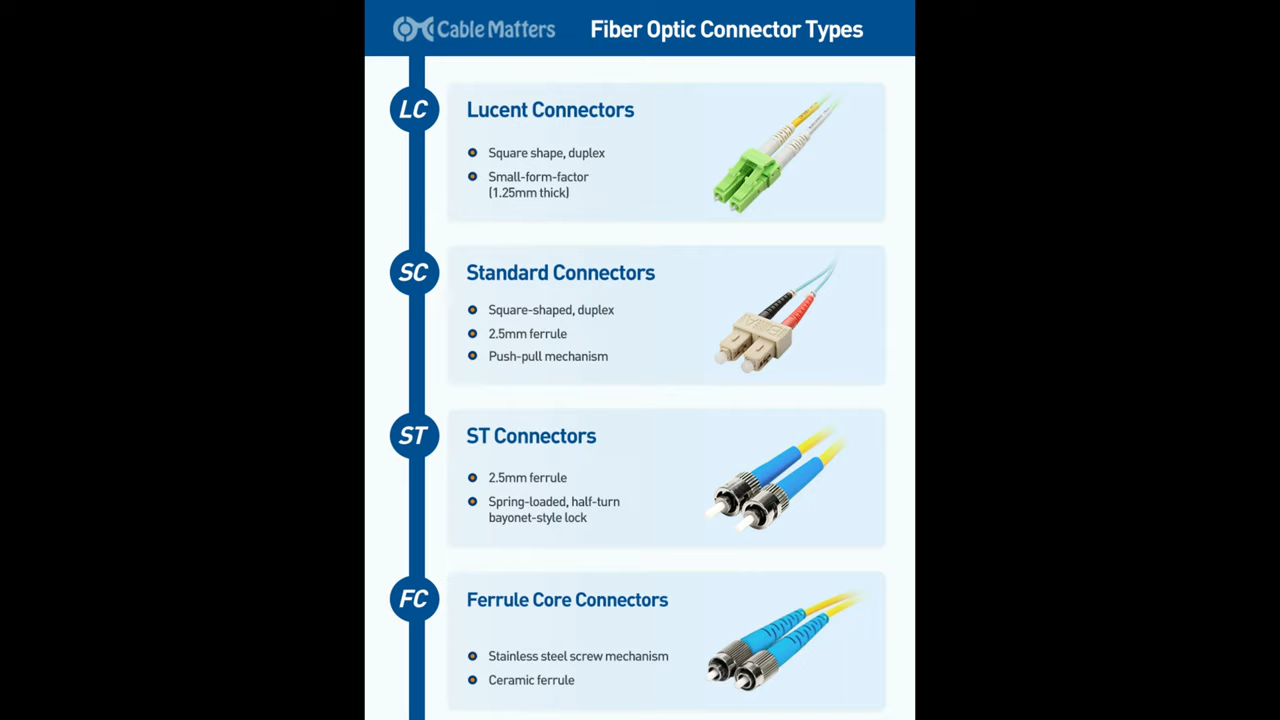 Cable Matters
Fiber Optic Connector Types
LC
Lucent Connectors
Square shape, duplex
Small-form-factor
(1.25mm thick)
SC
Standard Connectors
Square-shaped, duplex
2.5mm ferrule
Push-pull mechanism
ST
ST Connectors
2.5mm ferrule
Spring-loaded, half-turn
bayonet-style lock
FC
Ferrule Core Connectors
Stainless steel screw mechanism
Ceramic ferrule